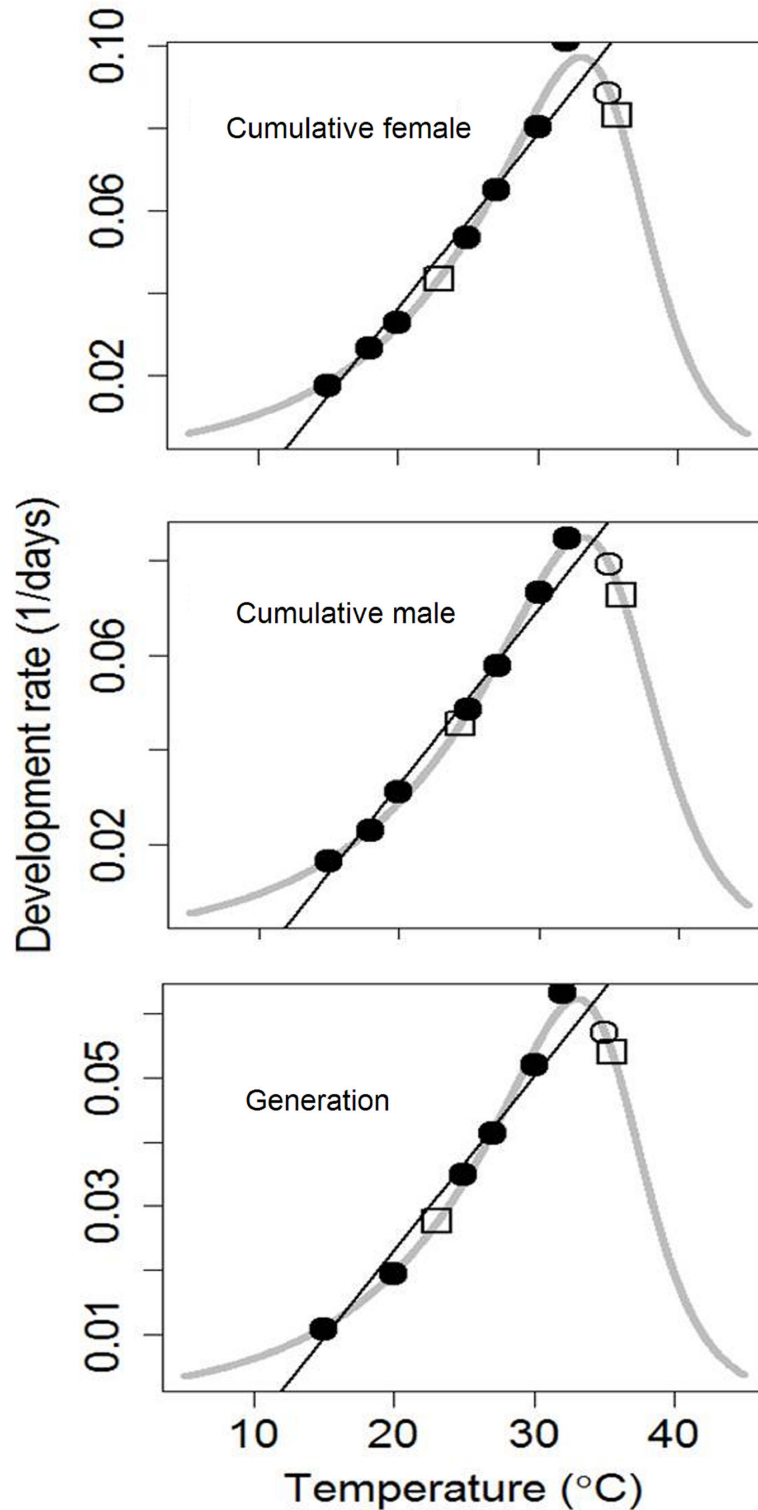 0.10
0.06
0.02
Cumulative female
0.06
0.02
Cumulative male
Development rate (1/days)
0.05
0.03
0.01
Generation
10 20 30 40
Temperature (°C)